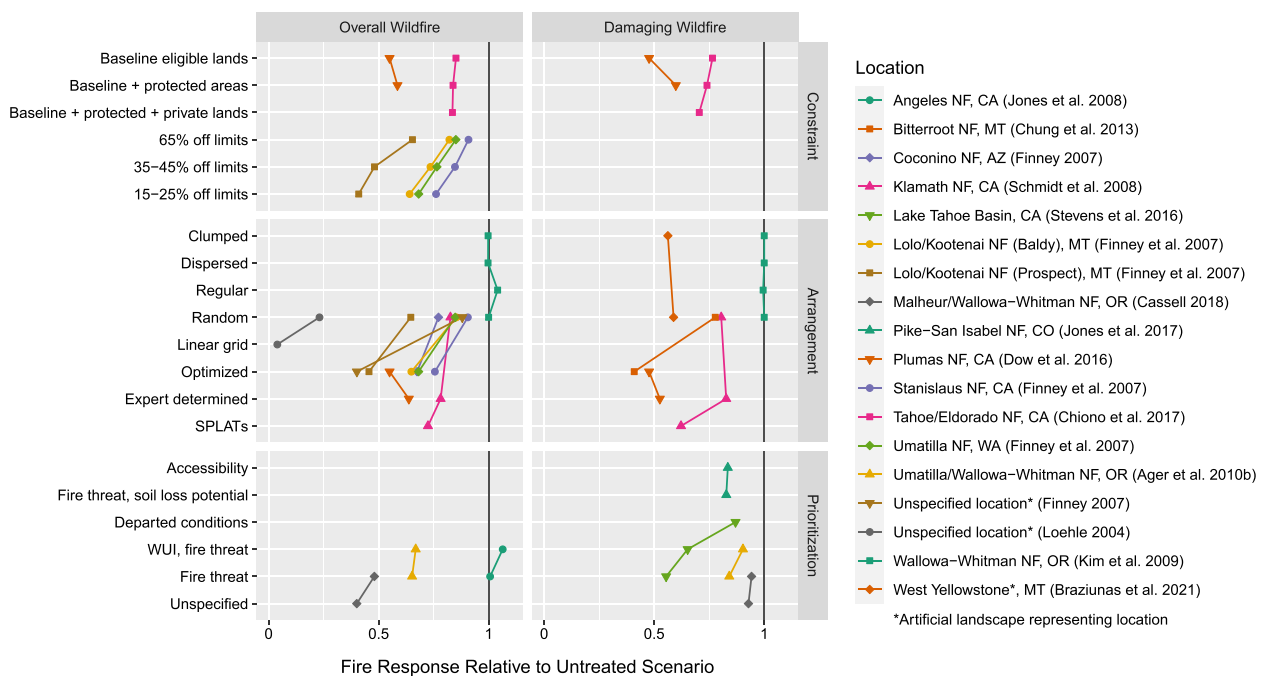 Overall Wildfire
Damaging Wildfire
Constraint
Baseline eligible lands
Baseline + protected areas
Baseline + protected + private lands
65% off limits
35−45% off limits
15−25% off limits
Arrangement
Clumped
Dispersed
Regular
Random
Linear grid
Optimized
Expert determined
SPLATs
Prioritization
Accessibility
Fire threat, soil loss potential
Departed conditions
WUI, fire threat
Fire threat
Unspecified
0 0.5 1
0 0.5 1
Fire Response Relative to Untreated Scenario
Location
Angeles NF, CA (Jones et al. 2008)
Bitterroot NF, MT (Chung et al. 2013)
Coconino NF, AZ (Finney 2007)
Klamath NF, CA (Schmidt et al. 2008)
Lake Tahoe Basin, CA (Stevens et al. 2016)
Lolo/Kootenai NF (Baldy), MT (Finney et al. 2007)
Lolo/Kootenai NF (Prospect), MT (Finney et al. 2007)
Malheur/Wallowa−Whitman NF, OR (Cassell 2018)
Pike−San Isabel NF, CO (Jones et al. 2017)
Plumas NF, CA (Dow et al. 2016)
Stanislaus NF, CA (Finney et al. 2007)
Tahoe/Eldorado NF, CA (Chiono et al. 2017)
Umatilla NF, WA (Finney et al. 2007)
Umatilla/Wallowa−Whitman NF, OR (Ager et al. 2010b)
Unspecified location* (Finney 2007)
Unspecified location* (Loehle 2004)
Wallowa−Whitman NF, OR (Kim et al. 2009)
West Yellowstone*, MT (Braziunas et al. 2021)
*Artificial landscape representing location